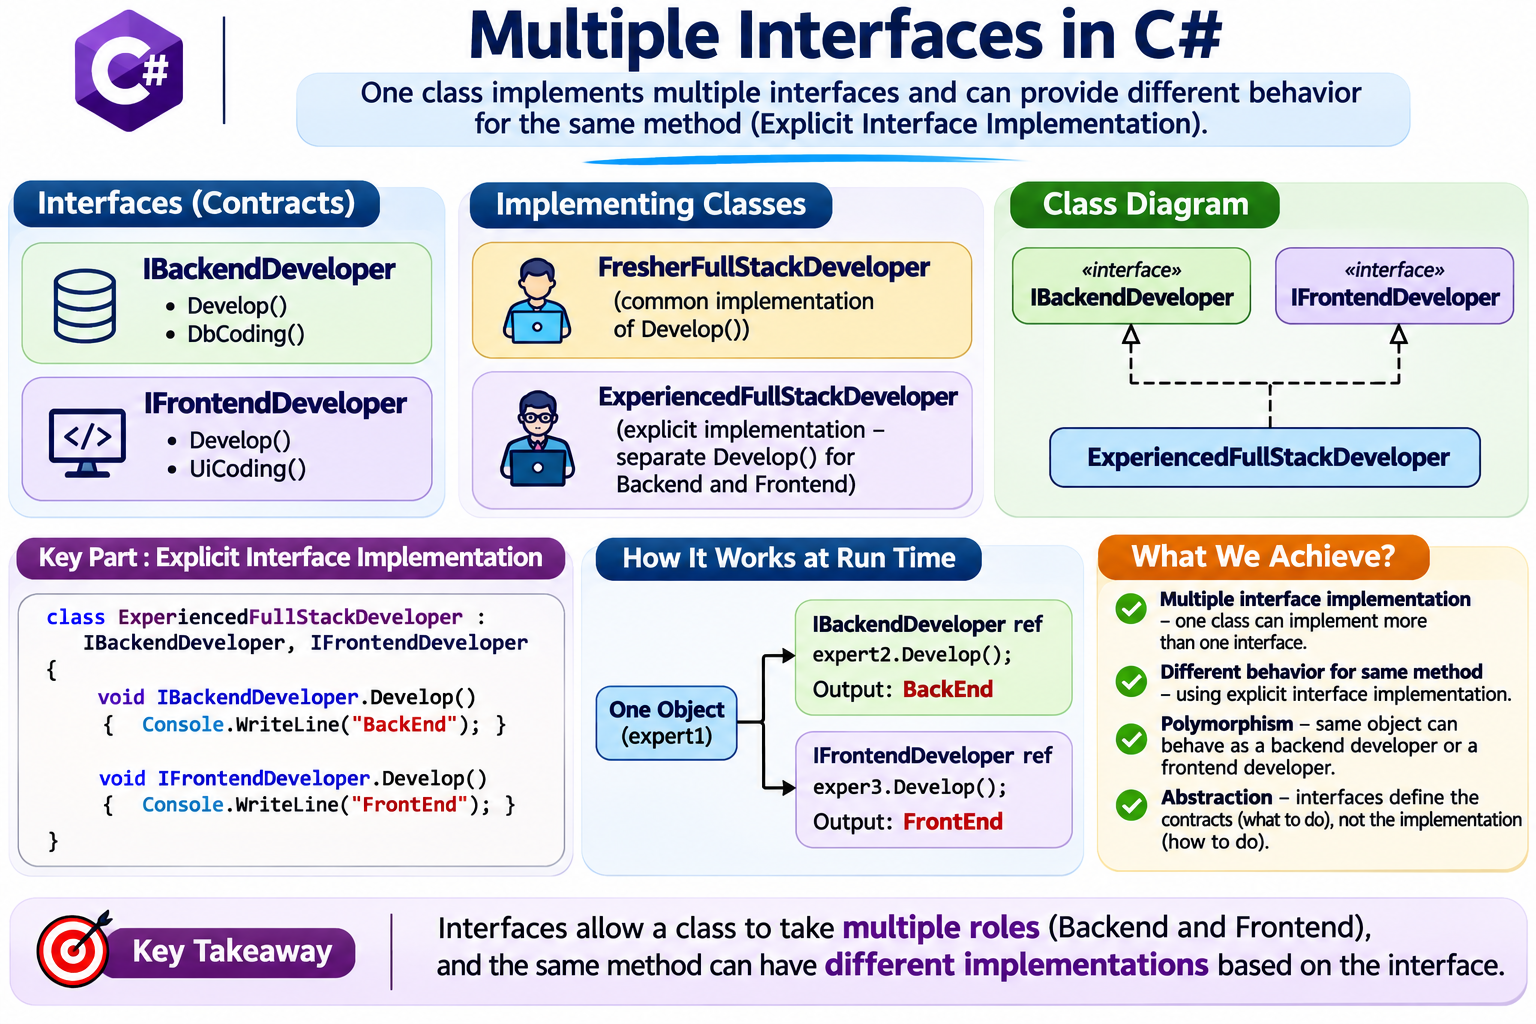 C#
Multiple Interfaces in C#
One class implements multiple interfaces and can provide different behavior
for the same method (Explicit Interface Implementation).
Interfaces (Contracts)
IBackendDeveloper
• Develop()
• DbCoding()
</>
IFrontendDeveloper
• Develop()
• UiCoding()
Implementing Classes
FresherFullStackDeveloper
(common implementation
of Develop())
ExperiencedFullStackDeveloper
(explicit implementation –
separate Develop() for
Backend and Frontend)
Class Diagram
«interface»
IBackendDeveloper
«interface»
IFrontendDeveloper
ExperiencedFullStackDeveloper
Key Part : Explicit Interface Implementation
class ExperiencedFullStackDeveloper :
IBackendDeveloper, IFrontendDeveloper
{
void IBackendDeveloper.Develop()
{ Console.WriteLine("BackEnd"); }
void IFrontendDeveloper.Develop()
{ Console.WriteLine("FrontEnd"); }
}
How It Works at Run Time
One Object
(expert1)
IBackendDeveloper ref
expert2.Develop();
Output: BackEnd
IFrontendDeveloper ref
exper3.Develop();
Output: FrontEnd
What We Achieve?
Multiple interface implementation
– one class can implement more
than one interface.
Different behavior for same method
– using explicit interface implementation.
Polymorphism – same object can
behave as a backend developer or a
frontend developer.
Abstraction – interfaces define the
contracts (what to do), not the implementation
(how to do).
Key Takeaway
Interfaces allow a class to take multiple roles (Backend and Frontend),
and the same method can have different implementations based on the interface.